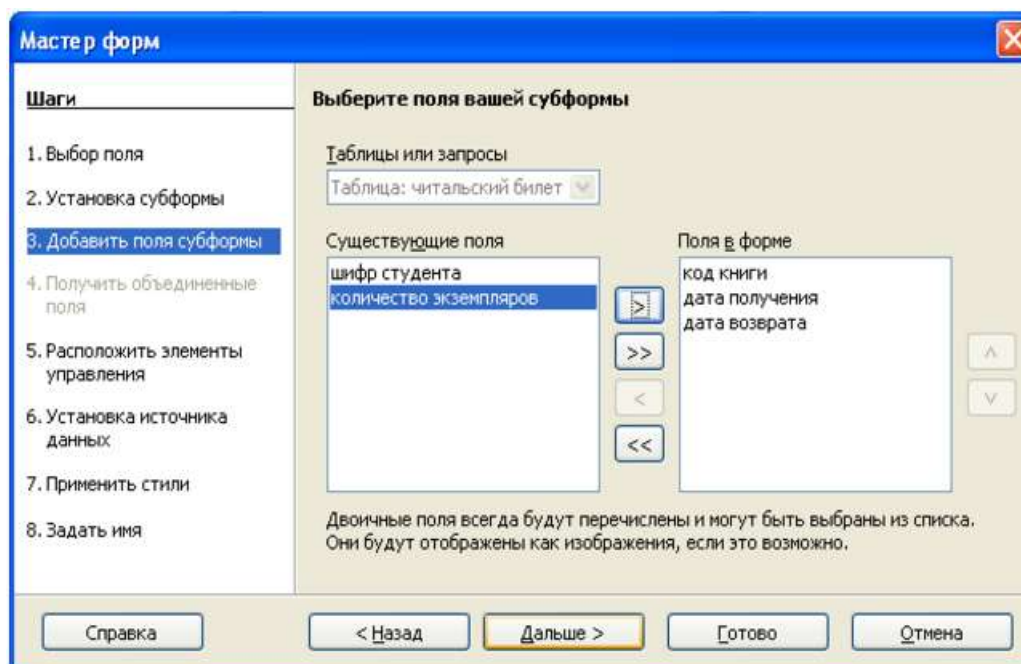 Мастер форм
Шаги
1. Выбор поля
2. Установка субформы
3. Добавить поля субформы
4. Получить объединенные
поля
5. Расположить элементы
управления
6. Установка источника
данных
7. Применить стили
8. Задать имя
Выберите поля вашей субформы
Таблицы или запросы
Таблица: читальский билет
Существующие поля
шифр студента
количество экземпляров
>
>>
<
<<
Поля в форме
код книги
дата получения
дата возврата
Двоичные поля всегда будут перечислены и могут быть выбраны из списка.
Они будут отображены как изображения, если это возможно.
Справка
< Назад
Дальше >
Готово
Отмена